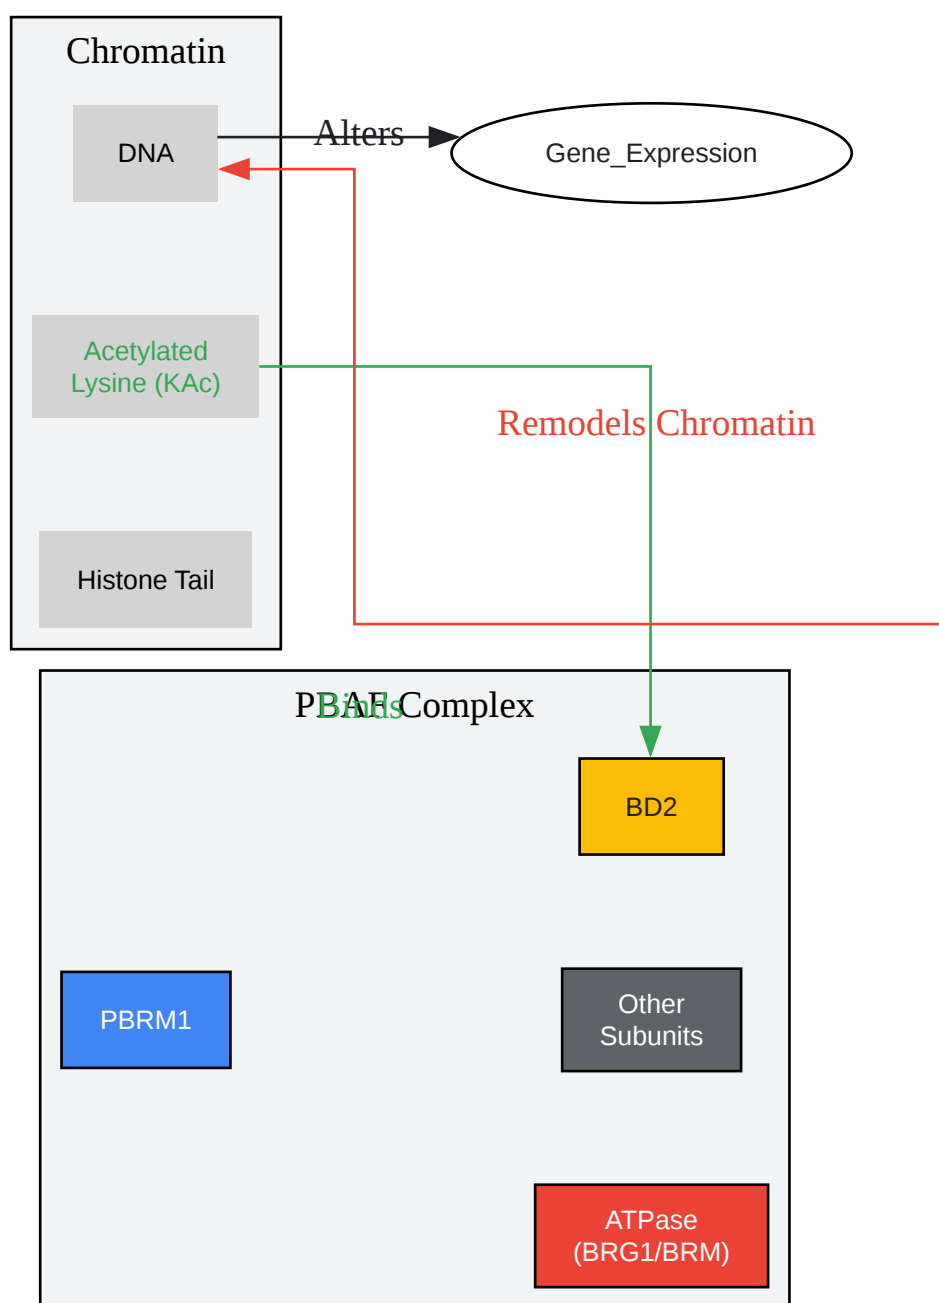 Chromatin
DNA
Alters
Gene_Expression
Acetylated
Lysine (KAc)
Remodels Chromatin
Histone Tail
PBAF Complex
Binds
BD2
PBRM1
Other
Subunits
ATPase
(BRG1/BRM)